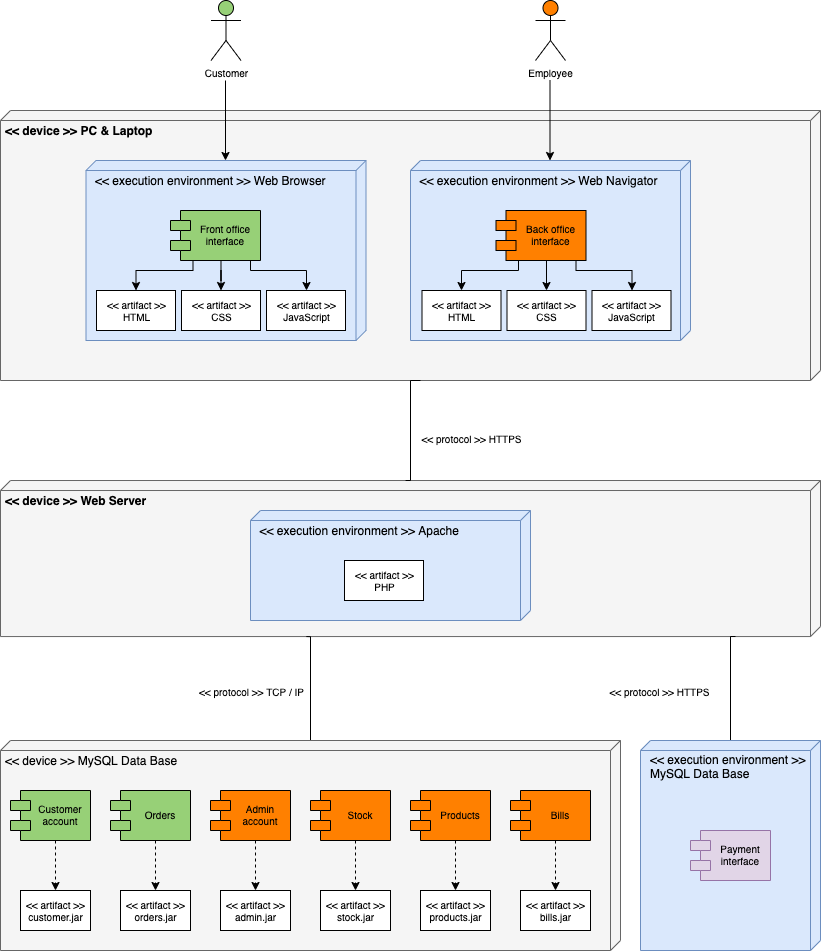 Customer
Employee
<< device >> PC & Laptop
<< execution environment >> Web Browser
<< execution environment >> Web Navigator
Front office
interface
Back office
interface
<< artifact >>
HTML
<< artifact >>
CSS
<< artifact >>
JavaScript
<< artifact >>
HTML
<< artifact >>
CSS
<< artifact >>
JavaScript
<< protocol >> HTTPS
<< device >> Web Server
<< execution environment >> Apache
<< artifact >>
PHP
<< protocol >> TCP / IP
<< protocol >> HTTPS
<< device >> MySQL Data Base
<< execution environment >>
MySQL Data Base
Customer
account
Orders
Admin
account
Stock
Products
Bills
Payment
interface
<< artifact >>
customer.jar
<< artifact >>
orders.jar
<< artifact >>
admin.jar
<< artifact >>
stock.jar
<< artifact >>
products.jar
<< artifact >>
bills.jar